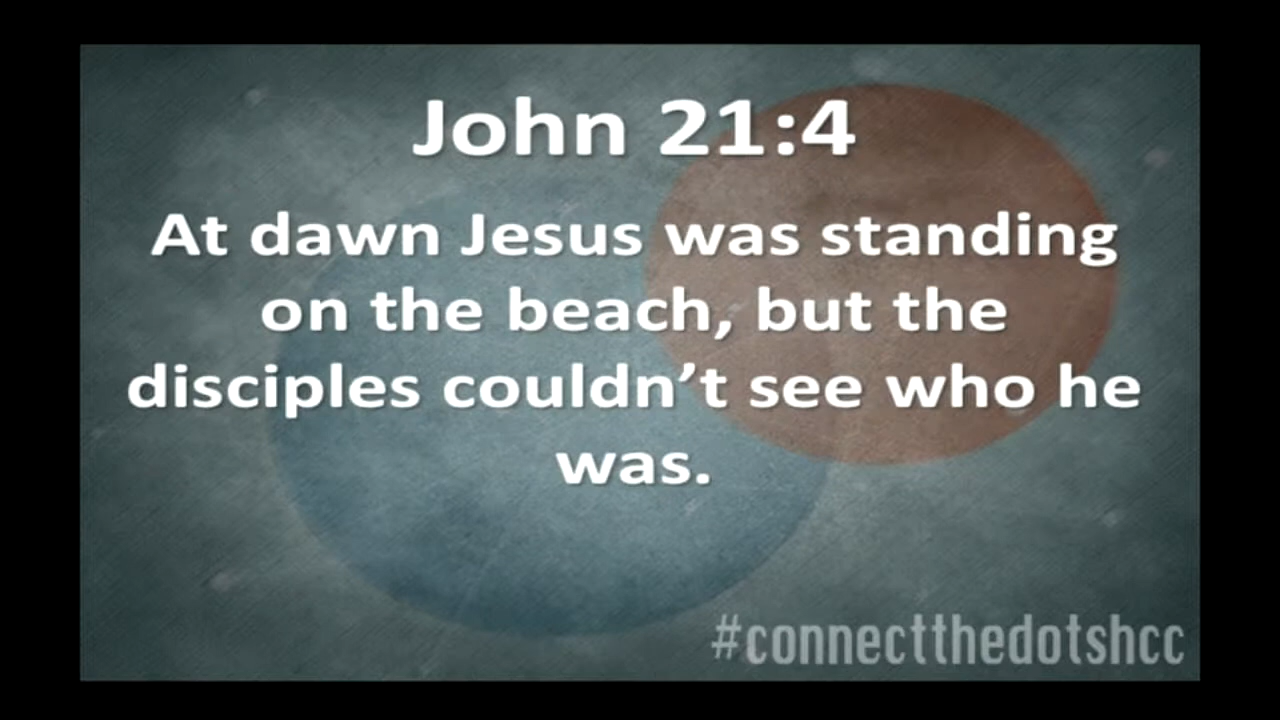 John 21:4
At dawn Jesus was standing
on the beach, but the
disciples couldn’t see who he
was.
#connectthedotshcc